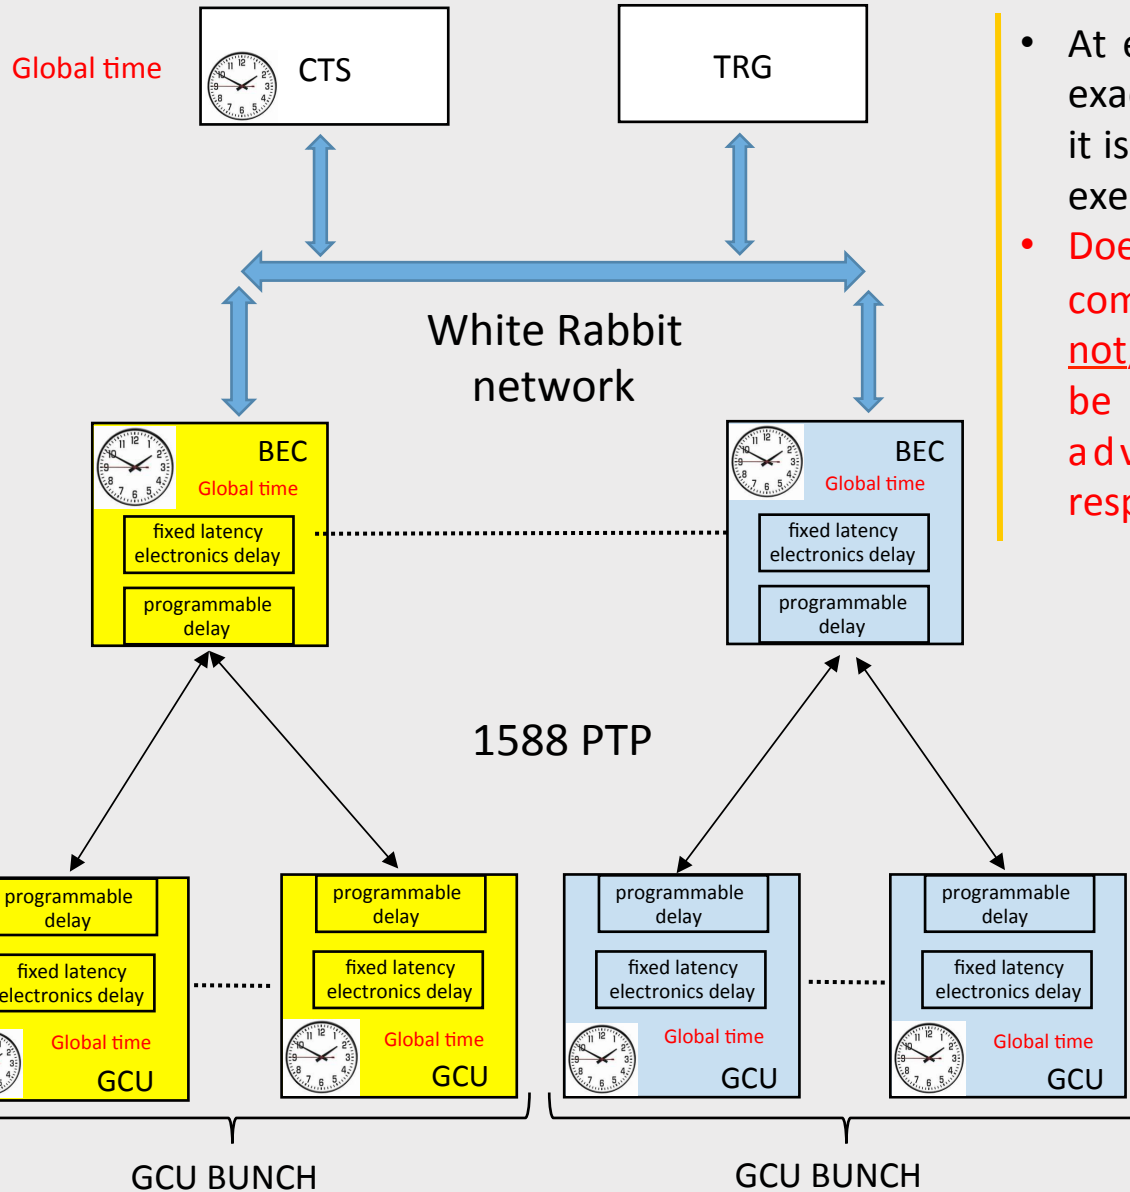 Global time
CTS
TRG
White Rabbit
network
BEC
Global time
fixed latency
electronics delay
programmable
delay
BEC
Global time
fixed latency
electronics delay
programmable
delay
1588 PTP
programmable
delay
fixed latency
electronics delay
Global time
GCU
programmable
delay
fixed latency
electronics delay
Global time
GCU
programmable
delay
fixed latency
electronics delay
Global time
GCU
programmable
delay
fixed latency
electronics delay
Global time
GCU
GCU BUNCH
GCU BUNCH
• At
it is
• 
not,
be